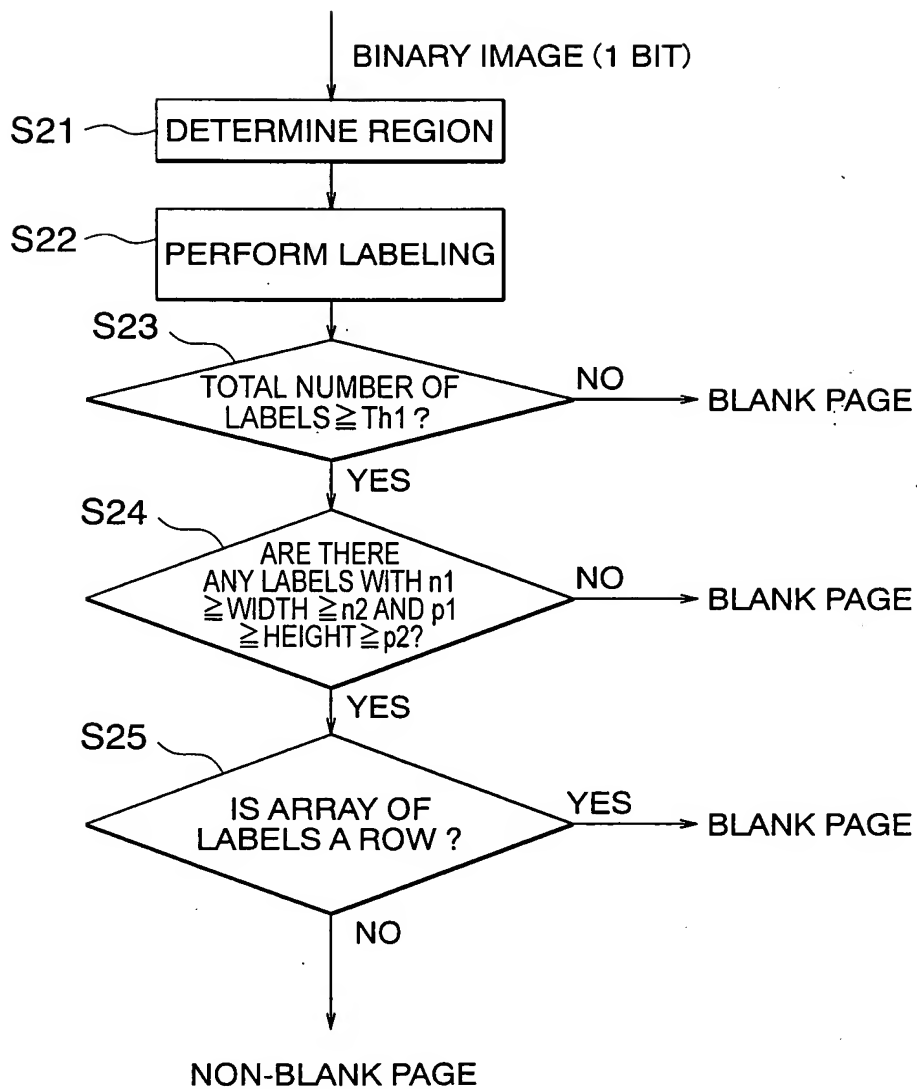 BINARY IMAGE (1 BIT)
S21
DETERMINE REGION
S22
PERFORM LABELING
S23
TOTAL NUMBER OF
LABELS ≧ Th1 ?
NO
BLANK PAGE
YES
S24
ARE THERE
ANY LABELS WITH n1
≧WIDTH ≧n2 AND p1
≧HEIGHT≧p2?
NO
BLANK PAGE
YES
S25
IS ARRAY OF
LABELS A ROW ?
YES
BLANK PAGE
NO
NON-BLANK PAGE